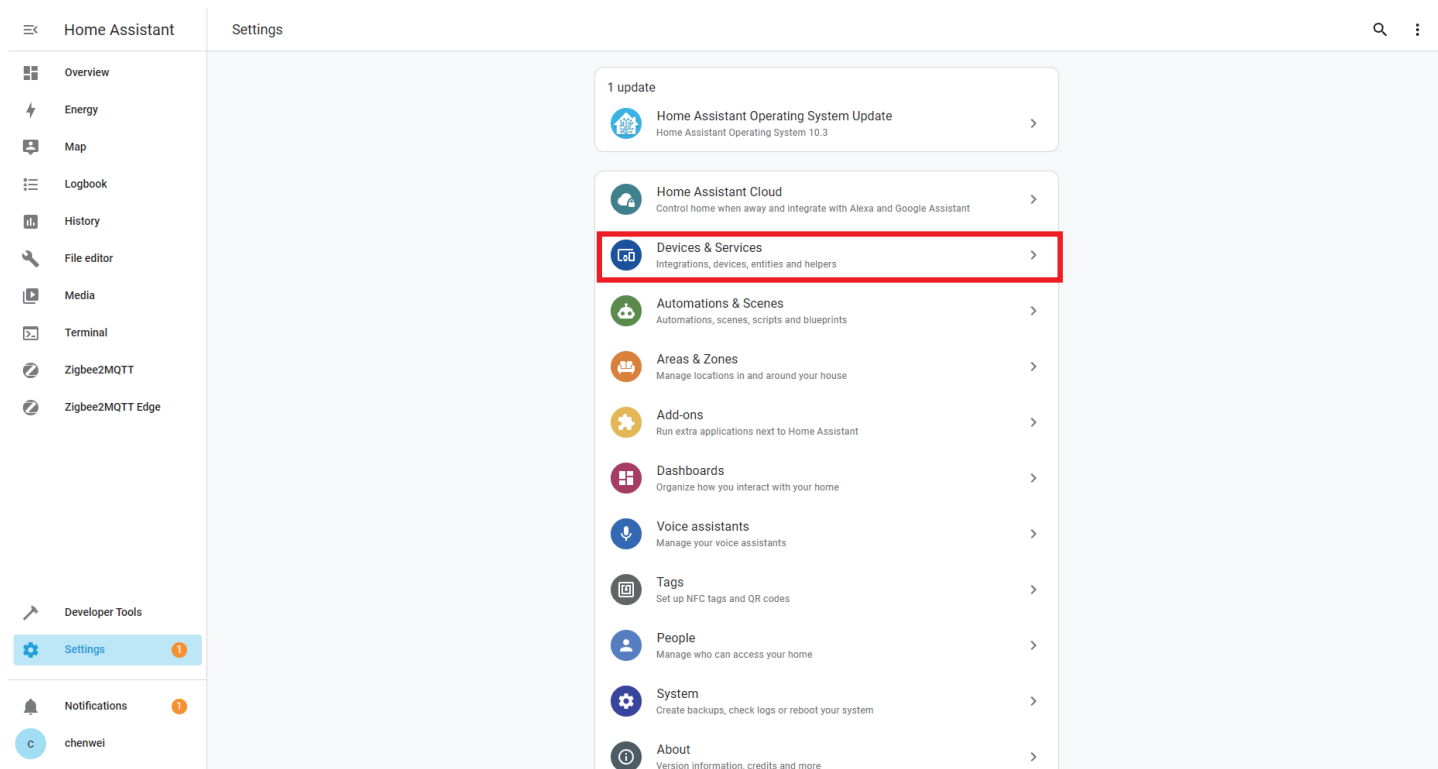 Home Assistant
Settings
Overview
Energy
Map
Logbook
History
File editor
Media
Terminal
Zigbee2MQTT
Zigbee2MQTT Edge
Developer Tools
Settings 1
Notifications 1
c chenwei
1 update
Home Assistant Operating System Update
Home Assistant Operating System 10.3
Home Assistant Cloud
Control home when away and integrate with Alexa and Google Assistant
Devices & Services
Integrations, devices, entities and helpers
Automations & Scenes
Automations, scenes, scripts and blueprints
Areas & Zones
Manage locations in and around your house
Add-ons
Run extra applications next to Home Assistant
Dashboards
Organize how you interact with your home
Voice assistants
Manage your voice assistants
Tags
Set up NFC tags and QR codes
People
Manage who can access your home
System
Create backups, check logs or reboot your system
About
Version information, credits and more